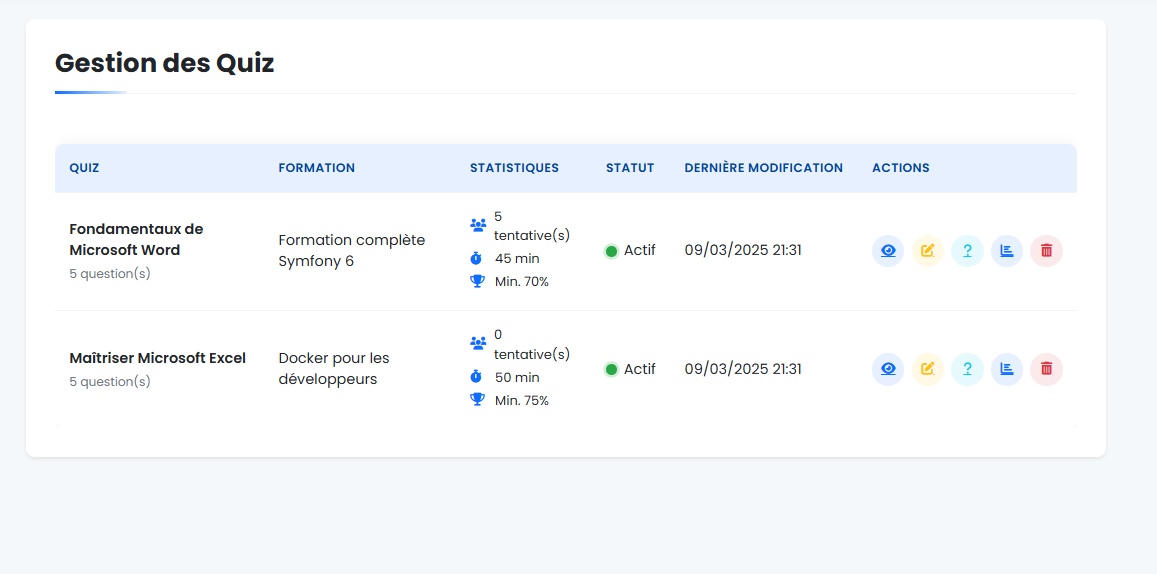 Gestion des Quiz
QUIZ FORMATION STATISTIQUES STATUT DERNIÈRE MODIFICATION ACTIONS
Fondamentaux de
Microsoft Word
5 question(s)
Formation complète
Symfony 6
5
tentative(s)
45 min
Min. 70%
Actif
09/03/2025 21:31
Maîtriser Microsoft Excel
5 question(s)
Docker pour les
développeurs
0
tentative(s)
50 min
Min. 75%
Actif
09/03/2025 21:31